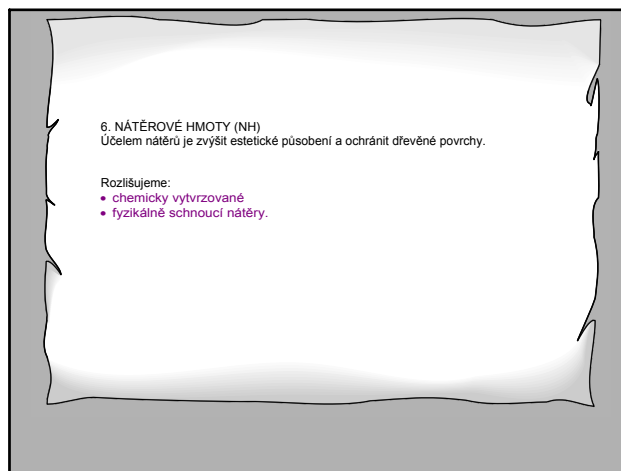 6. NÁTĚROVÉ HMOTY (NH)
Účelem nátěrů je zvýšit estetické působení a ochránit dřevěné povrchy.
Rozlišujeme:
• chemicky vytvrzované
• fyzikálně schnoucí nátěry.